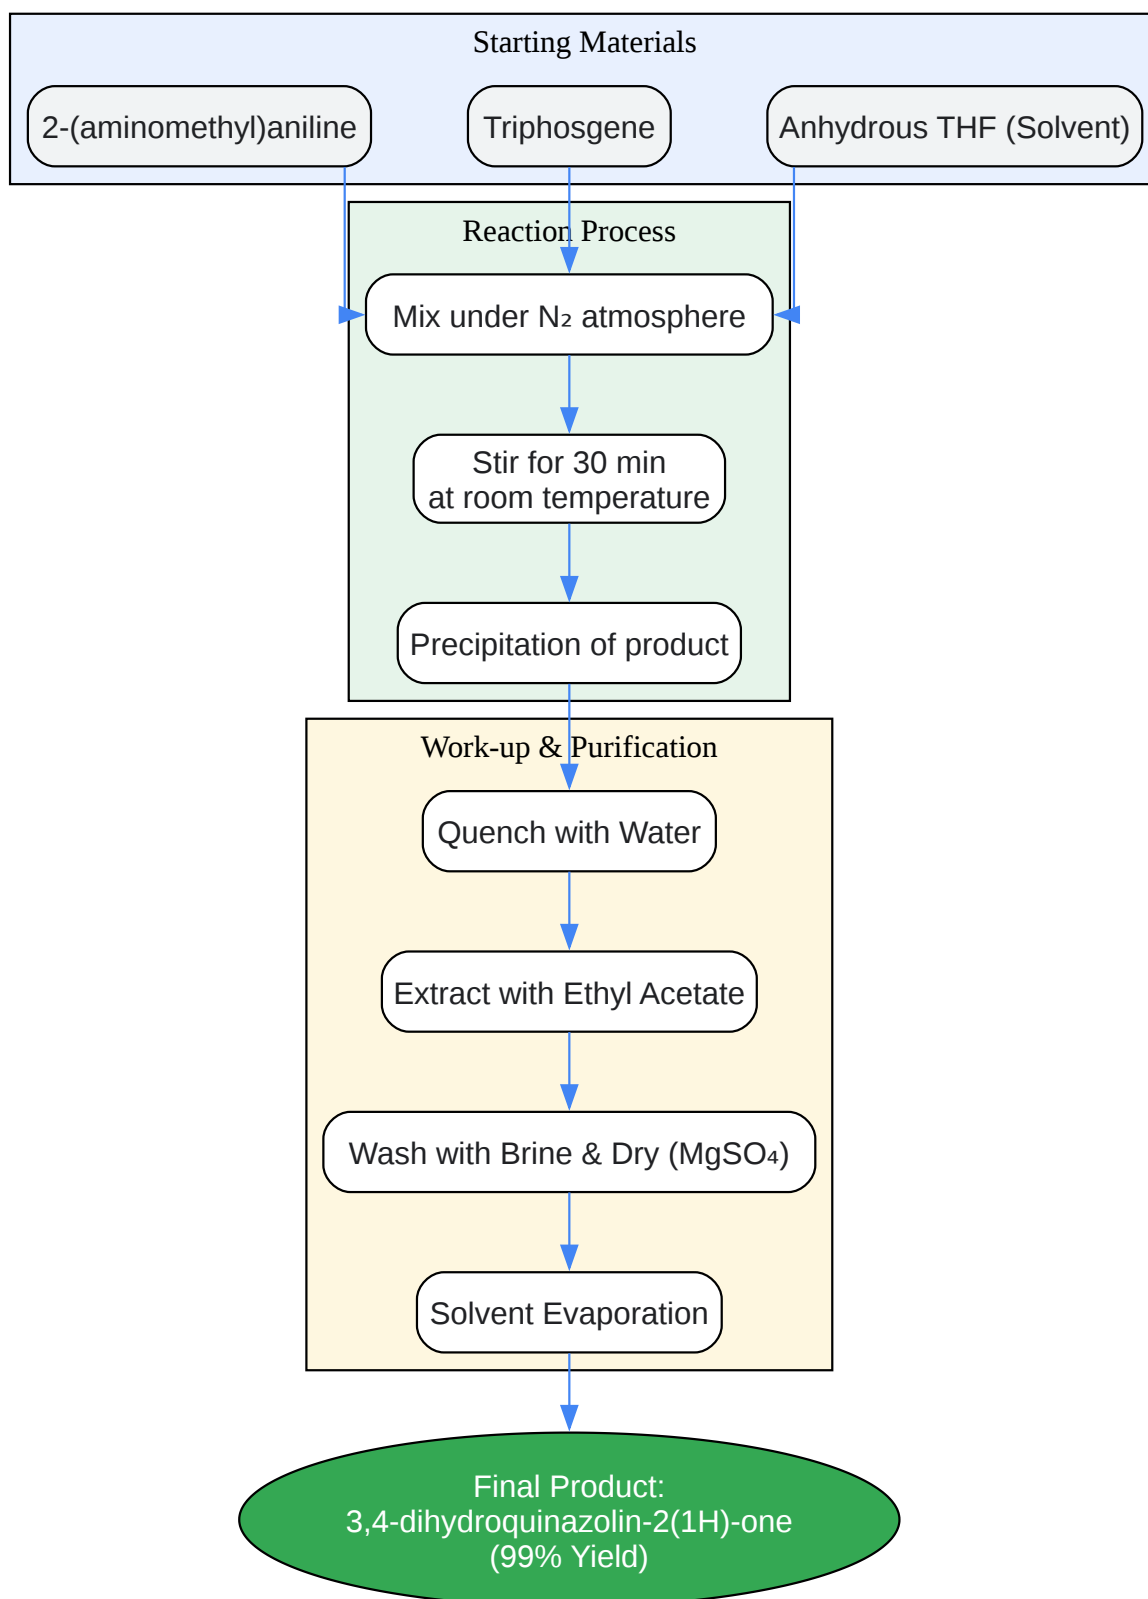 Starting Materials
2-(aminomethyl)aniline
Triphosgene
Anhydrous THF (Solvent)
Reaction Process
Mix under N₂ atmosphere
Stir for 30 min
at room temperature
Precipitation of product
Work-up & Purification
Quench with Water
Extract with Ethyl Acetate
Wash with Brine & Dry (MgSO₄)
Solvent Evaporation
Final Product:
3,4-dihydroquinazolin-2(1H)-one
(99% Yield)